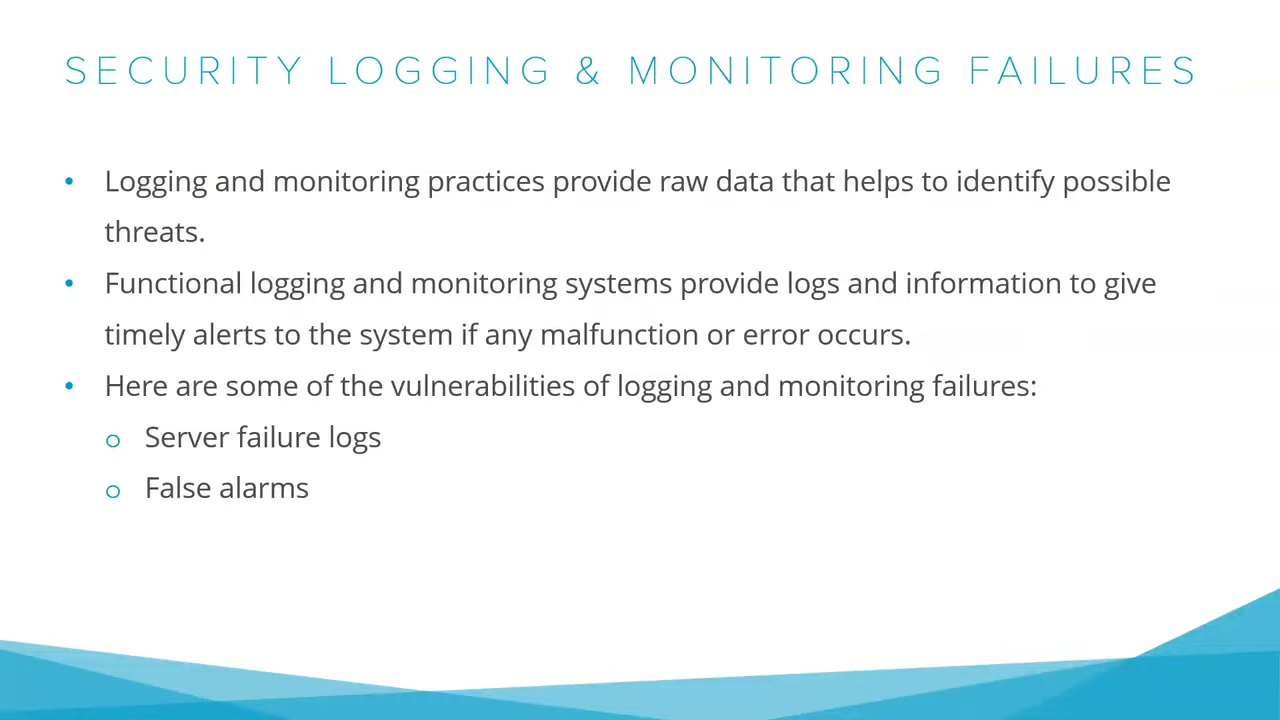 SECURITY LOGGING & MONITORING FAILURES
• Logging and monitoring practices provide raw data that helps to identify possible
threats.
• Functional logging and monitoring systems provide logs and information to give
timely alerts to the system if any malfunction or error occurs.
• Here are some of the vulnerabilities of logging and monitoring failures:
o Server failure logs
o False alarms